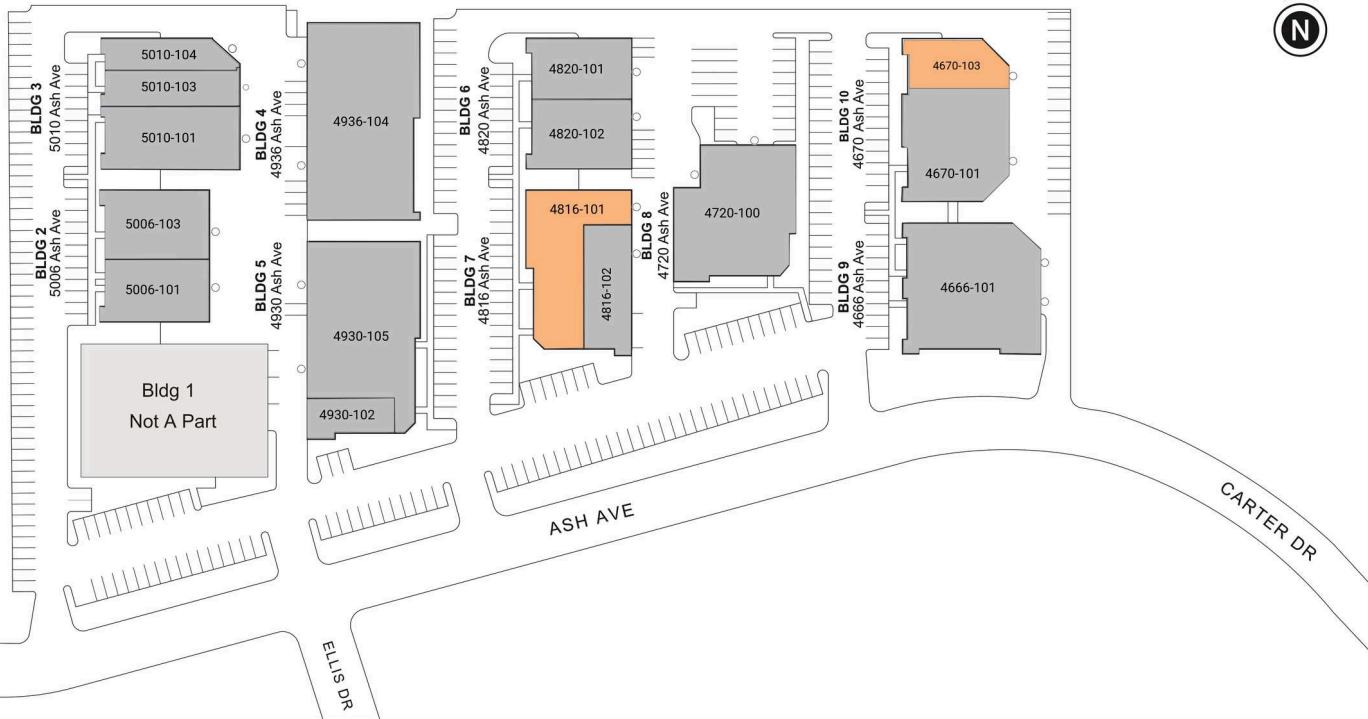 N
BLDG 3
5010 Ash Ave
5010-104
5010-103
5010-101
BLDG 2
5006 Ash Ave
5006-103
5006-101
Bldg 1
Not A Part
BLDG 4
4936 Ash Ave
4936-104
BLDG 5
4930 Ash Ave
4930-105
4930-102
BLDG 6
4820 Ash Ave
4820-101
4820-102
BLDG 7
4816 Ash Ave
4816-101
4816-102
BLDG 8
4720 Ash Ave
4720-100
BLDG 10
4670 Ash Ave
4670-103
4670-101
BLDG 9
4666 Ash Ave
4666-101
ASH AVE
CARTER DR
ELLIS DR